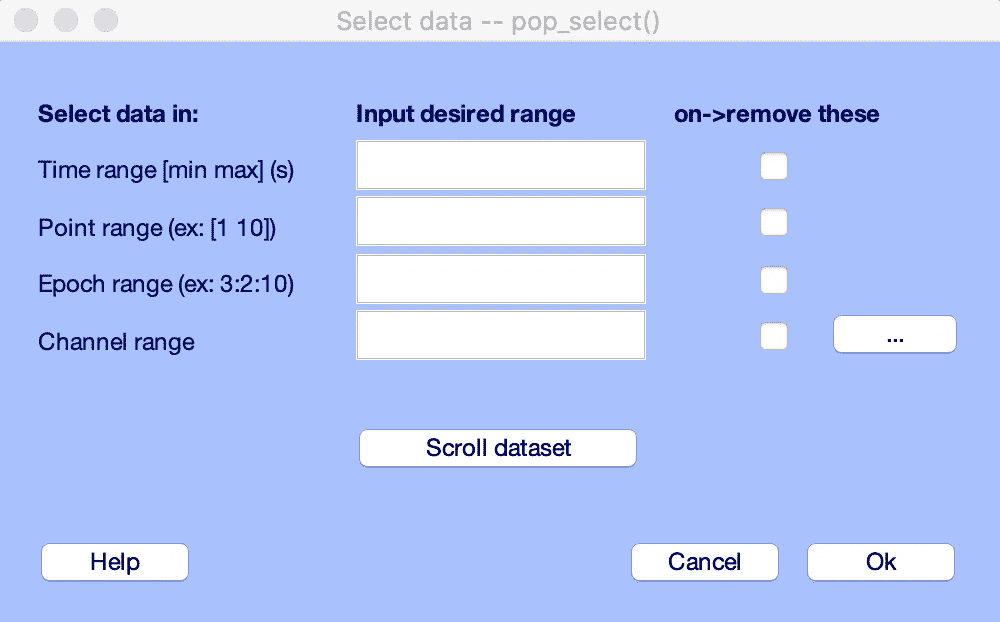 Select data -- pop_select()
Select data in: Input desired range on->remove these
Time range [min max] (s)
Point range (ex: [1 10])
Epoch range (ex: 3:2:10)
Channel range ...
Scroll dataset
Help Cancel Ok